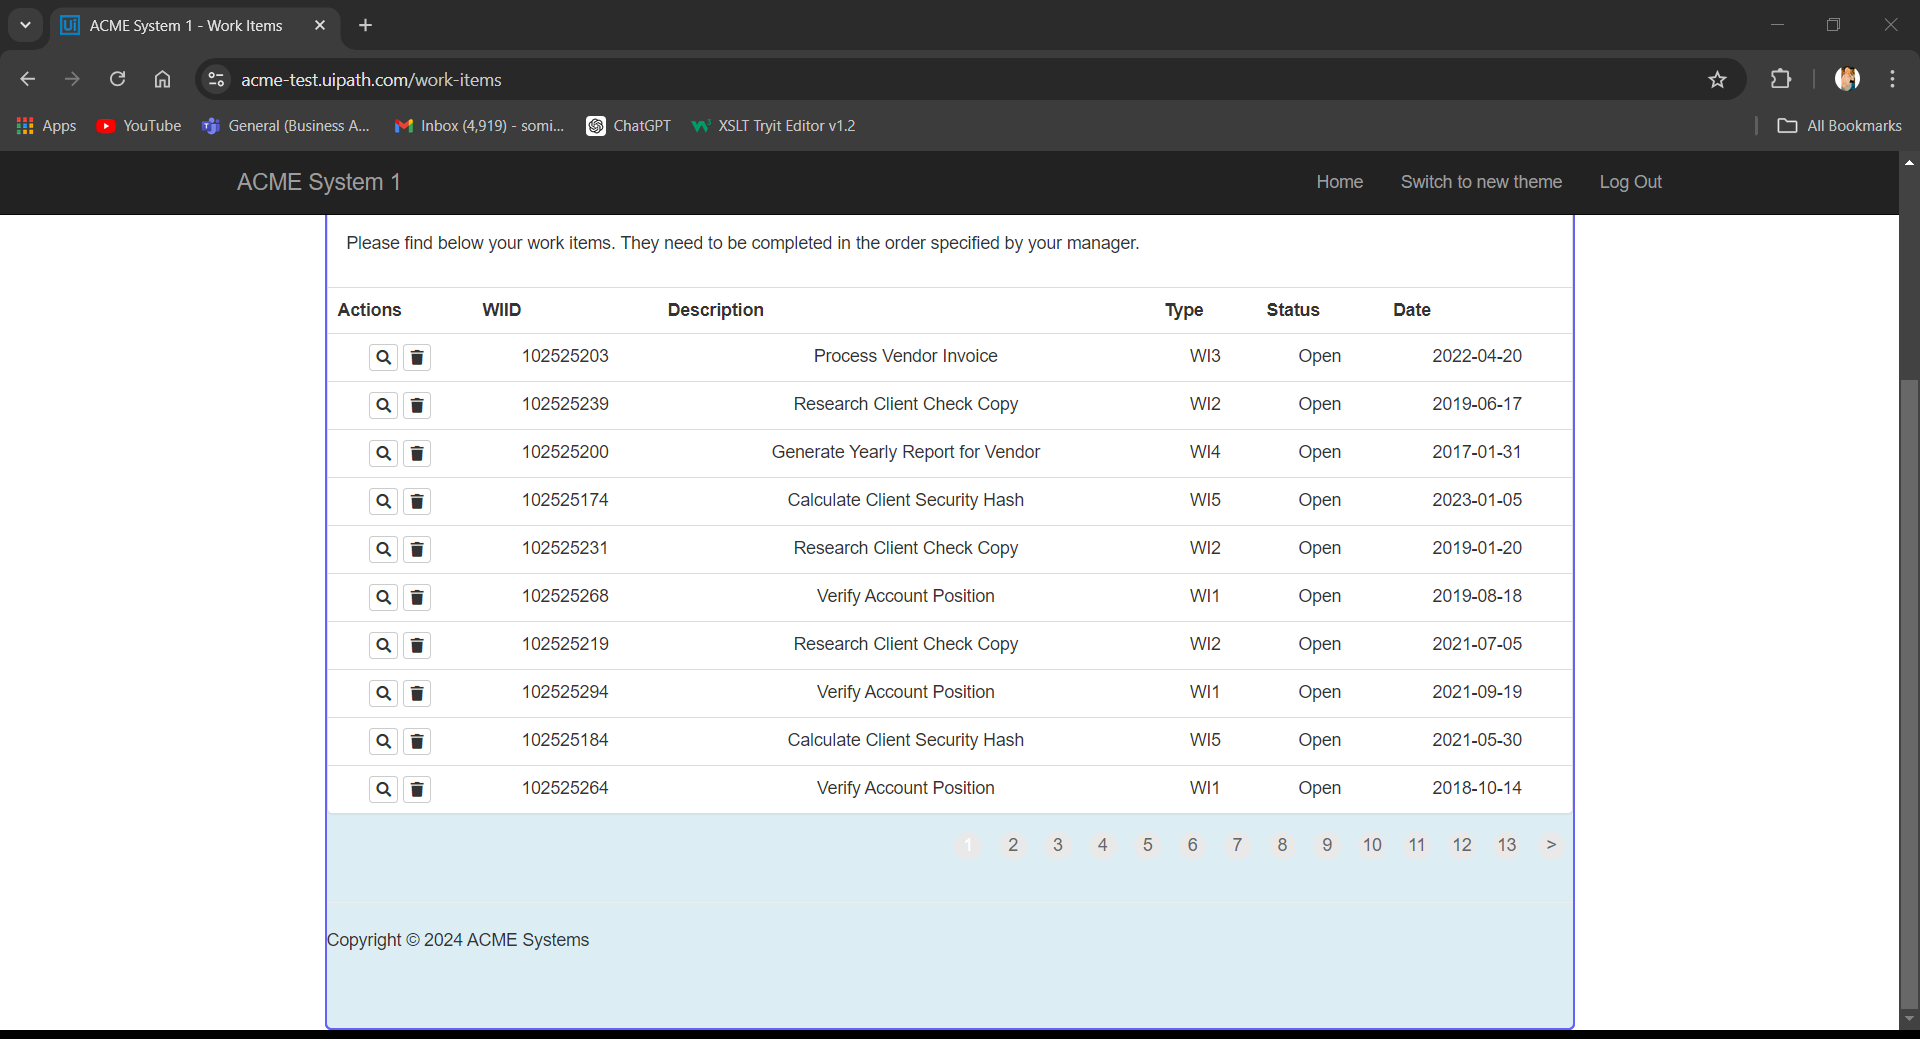 ACME System 1 - Work Items
acme-test.uipath.com/work-items
Apps YouTube General (Business A... Inbox (4,919) - somi... ChatGPT XSLT Tryit Editor v1.2 All Bookmarks
ACME System 1 Home Switch to new theme Log Out
Please find below your work items. They need to be completed in the order specified by your manager.
Actions WIID Description Type Status Date
102525203 Process Vendor Invoice WI3 Open 2022-04-20
102525239 Research Client Check Copy WI2 Open 2019-06-17
102525200 Generate Yearly Report for Vendor WI4 Open 2017-01-31
102525174 Calculate Client Security Hash WI5 Open 2023-01-05
102525231 Research Client Check Copy WI2 Open 2019-01-20
102525268 Verify Account Position WI1 Open 2019-08-18
102525219 Research Client Check Copy WI2 Open 2021-07-05
102525294 Verify Account Position WI1 Open 2021-09-19
102525184 Calculate Client Security Hash WI5 Open 2021-05-30
102525264 Verify Account Position WI1 Open 2018-10-14
1 2 3 4 5 6 7 8 9 10 11 12 13 >
Copyright © 2024 ACME Systems